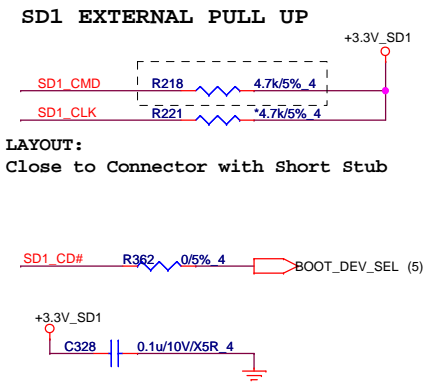 SD1 EXTERNAL PULL UP
+3.3V_SD1
SD1_CMD R218 4.7k/5%_4
SD1_CLK R221 *4.7k/5%_4
LAYOUT:
Close to Connector with Short Stub
SD1_CD# R362 0/5%_4 BOOT_DEV_SEL (5)
+3.3V_SD1
C328 0.1u/10V/X5R_4